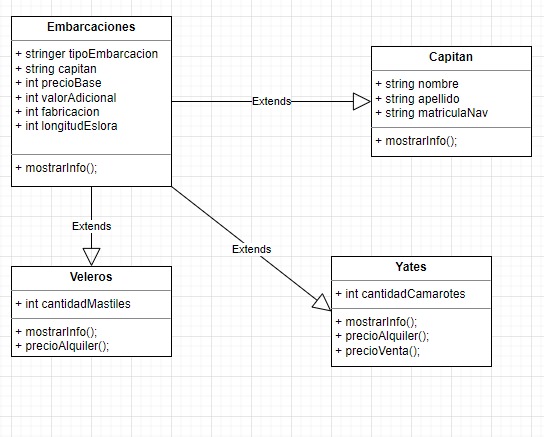 Embarcaciones
+ stringer tipoEmbarcacion
+ string capitan
+ int precioBase
+ int valorAdicional
+ int fabricacion
+ int longitudEslora
+ mostrarInfo();
Extends
Capitan
+ string nombre
+ string apellido
+ string matriculaNav
+ mostrarInfo();
Extends
Extends
Veleros
+ int cantidadMastiles
+ mostrarInfo();
+ precioAlquiler();
Yates
+ int cantidadCamarotes
+ mostrarInfo();
+ precioAlquiler();
+ precioVenta();